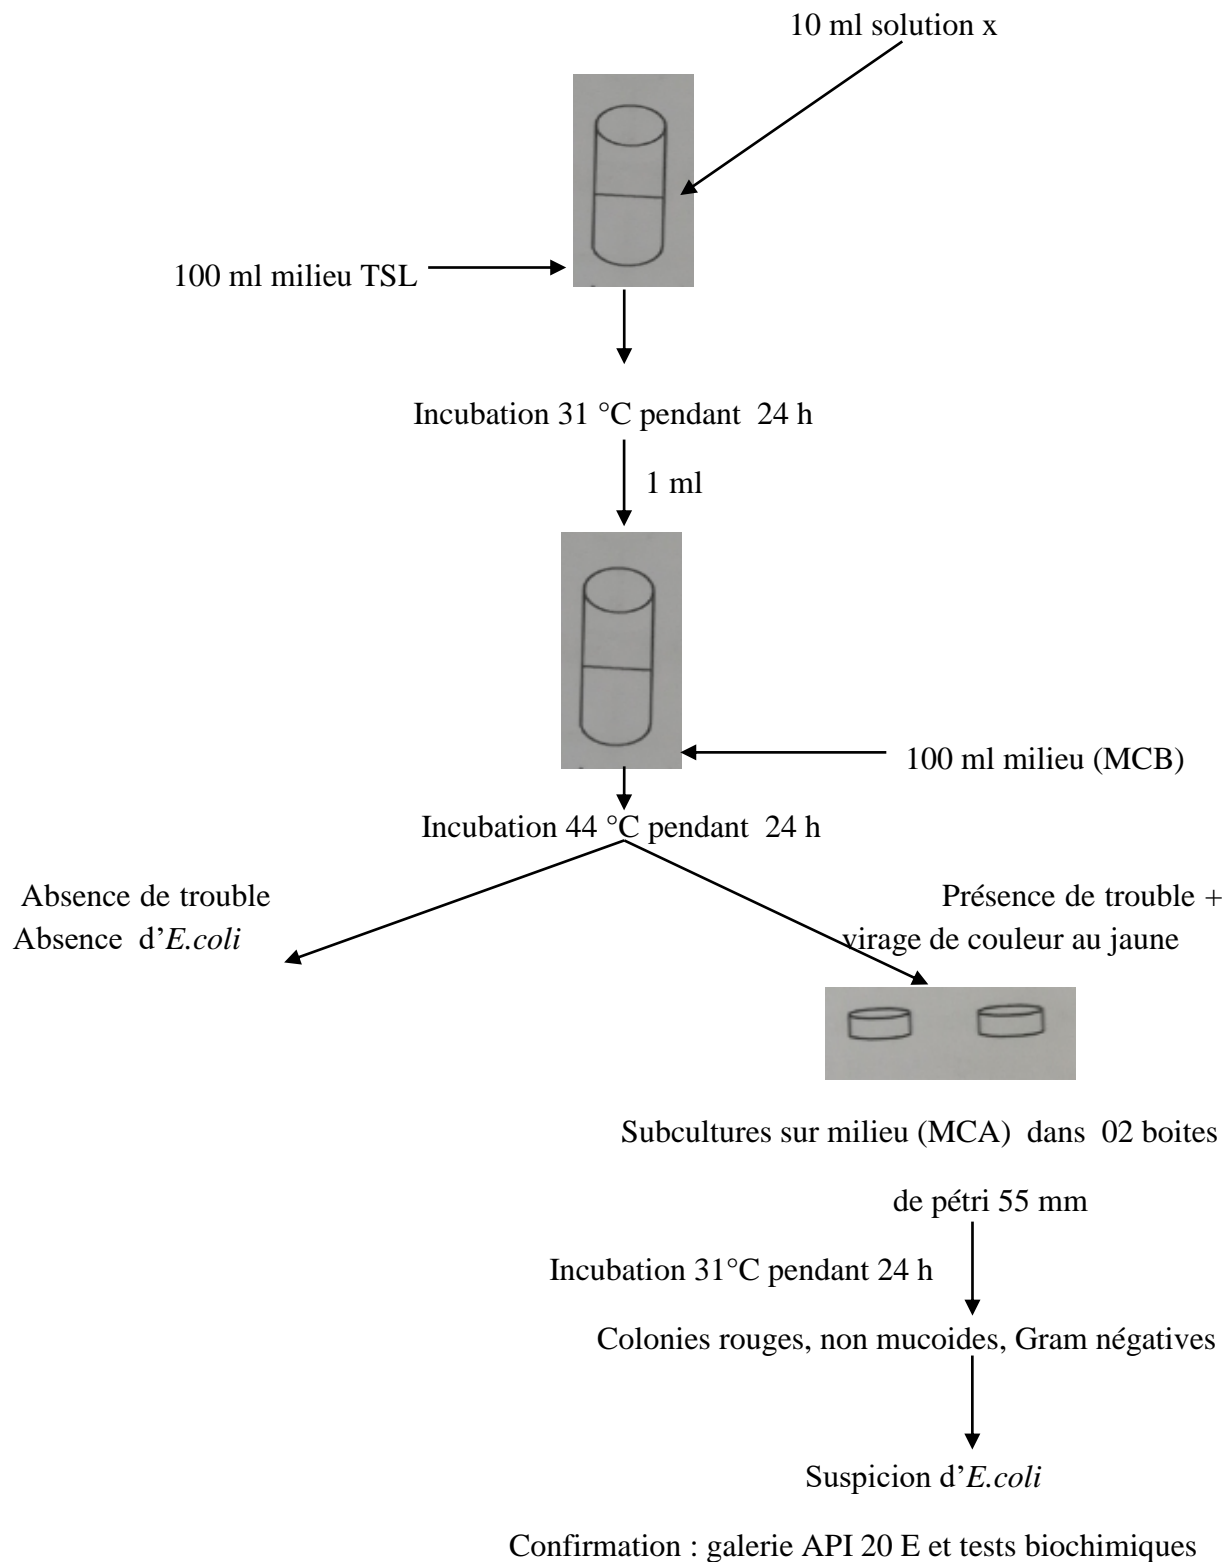 10 ml solution x
100 ml milieu TSL
Incubation 31 °C pendant 24 h
1 ml
100 ml milieu (MCB)
Incubation 44 °C pendant 24 h
Absence de trouble
Absence d’E.coli
Présence de trouble +
virage de couleur au jaune
Subcultures sur milieu (MCA) dans 02 boites
de pétri 55 mm
Incubation 31°C pendant 24 h
Colonies rouges, non mucoides, Gram négatives
Suspicion d’E.coli
Confirmation : galerie API 20 E et tests biochimiques